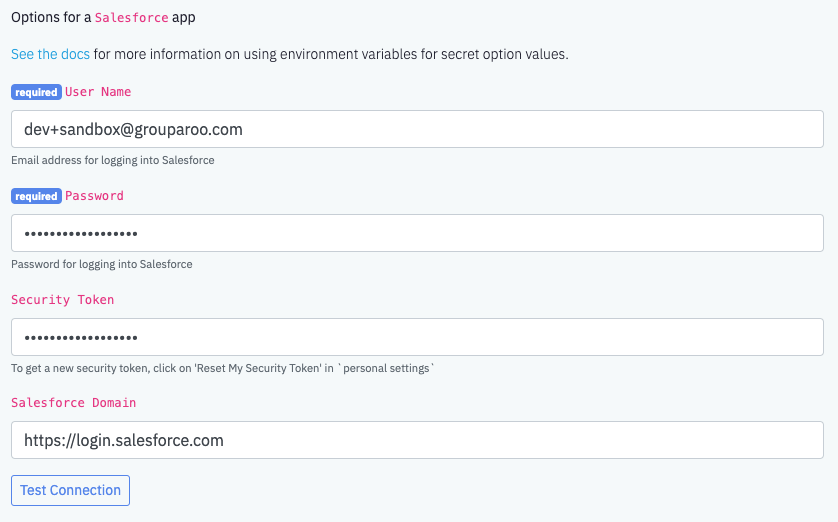 Options for a Salesforce app
See the docs for more information on using environment variables for secret option values.
required User Name
dev+sandbox@grouparoo.com
Email address for logging into Salesforce
required Password
••••••••••••••••••
Password for logging into Salesforce
Security Token
••••••••••••••••••
To get a new security token, click on 'Reset My Security Token' in `personal settings`
Salesforce Domain
https://login.salesforce.com
Test Connection